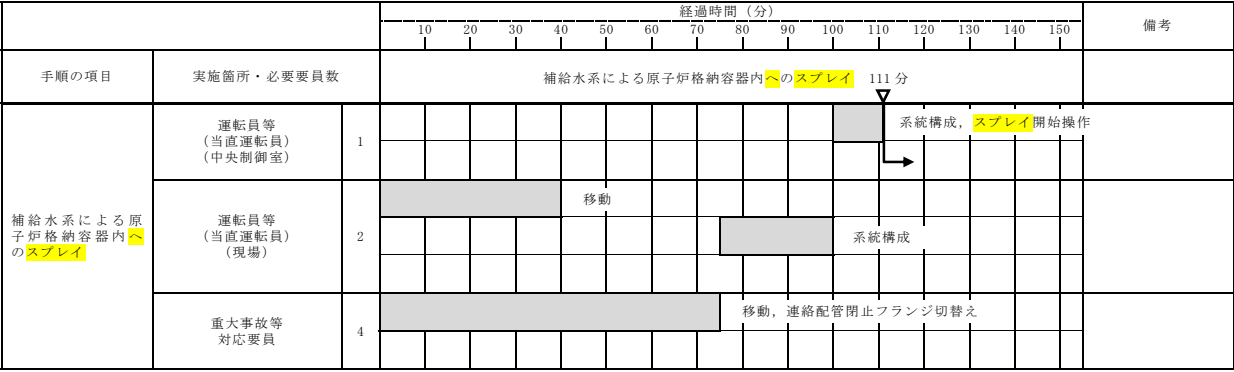 経過時間（分）
備考
10 20 30 40 50 60 70 80 90 100 110 120 130 140 150
手順の項目
実施箇所・必要要員数
補給水系による原子炉格納容器内へのスプレイ 111 分
補給水系による原
子炉格納容器内へ
のスプレイ
運転員等
（当直運転員）
（中央制御室）
1
系統構成，スプレイ開始操作
運転員等
（当直運転員）
（現場）
2
移動
系統構成
重大事故等
対応要員
4
移動，連絡配管閉止フランジ切替え